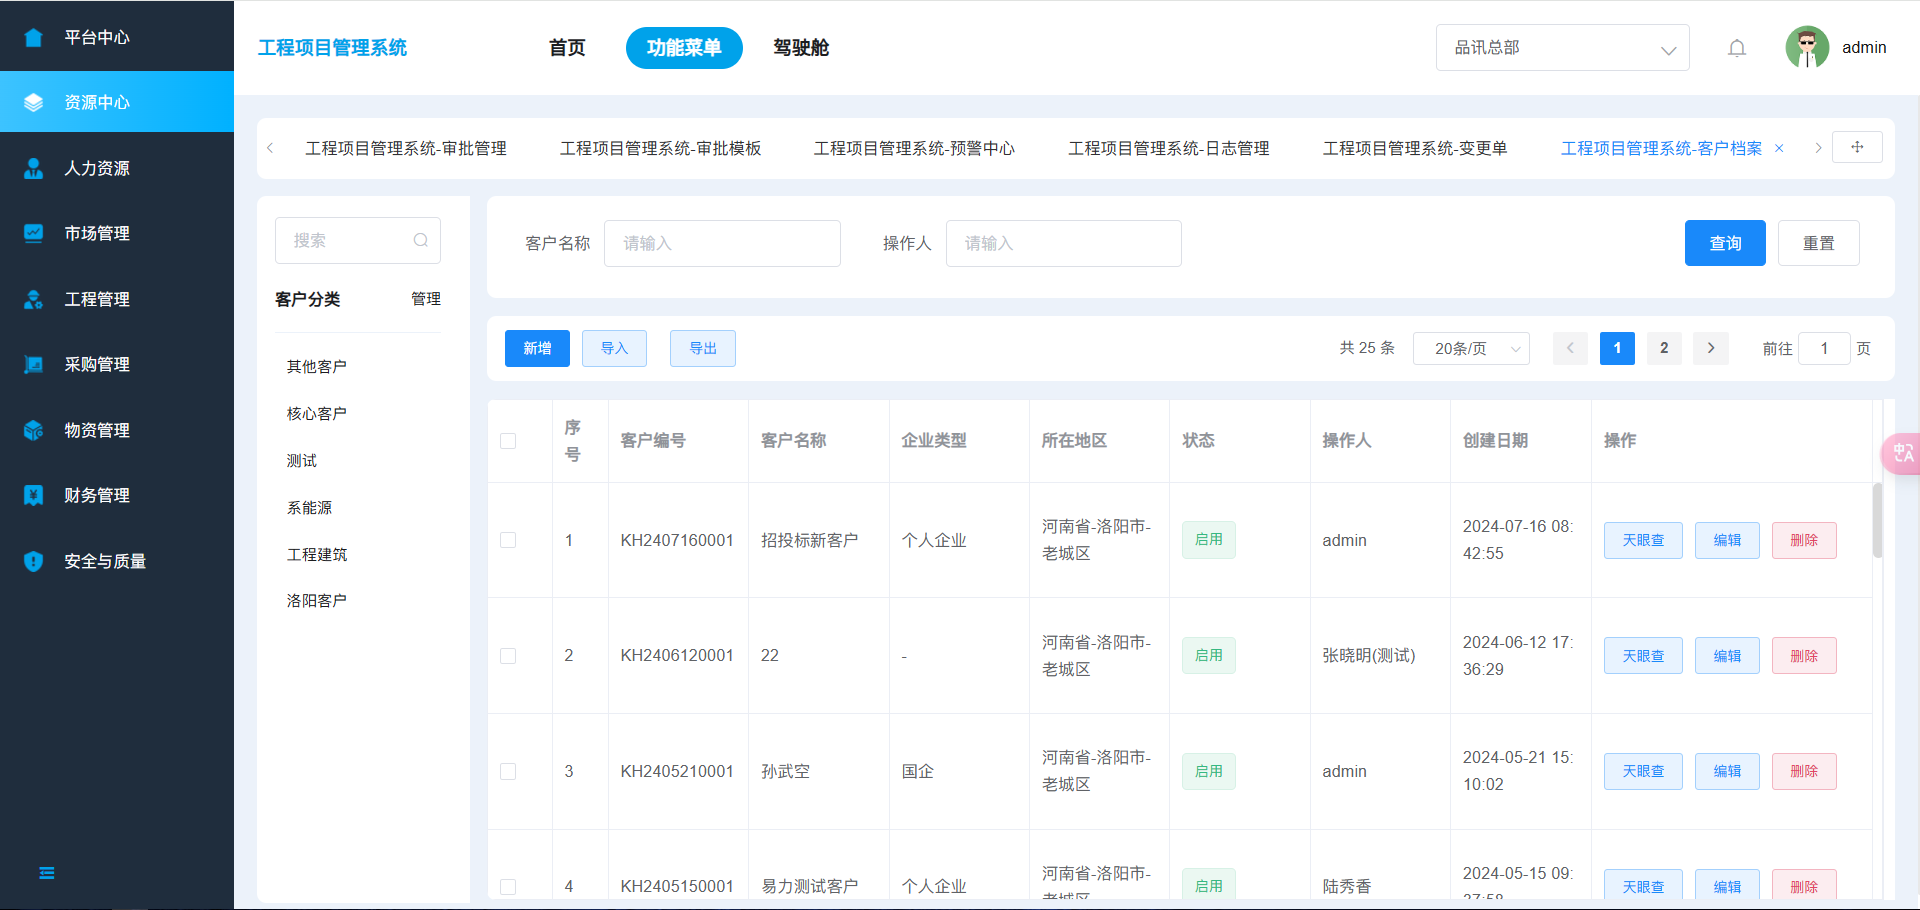 平台中心
资源中心
人力资源
市场管理
工程管理
采购管理
物资管理
财务管理
安全与质量
工程项目管理系统
首页
功能菜单
驾驶舱
品讯总部
admin
工程项目管理系统-审批管理
工程项目管理系统-审批模板
工程项目管理系统-预警中心
工程项目管理系统-日志管理
工程项目管理系统-变更单
工程项目管理系统-客户档案
搜索
客户分类 管理
其他客户
核心客户
测试
系能源
工程建筑
洛阳客户
客户名称 请输入 操作人 请输入 查询 重置
新增 导入 导出 共 25 条 20条/页 1 2 前往 1 页
序号 客户编号 客户名称 企业类型 所在地区 状态 操作人 创建日期 操作
1 KH2407160001 招投标新客户 个人企业 河南省-洛阳市-老城区 启用 admin 2024-07-16 08:42:55 天眼查 编辑 删除
2 KH2406120001 22 - 河南省-洛阳市-老城区 启用 张晓明(测试) 2024-06-12 17:36:29 天眼查 编辑 删除
3 KH2405210001 孙武空 国企 河南省-洛阳市-老城区 启用 admin 2024-05-21 15:10:02 天眼查 编辑 删除
4 KH2405150001 易力测试客户 个人企业 河南省-洛阳市- 启用 陆秀香 2024-05-15 09: 天眼查 编辑 删除
中A